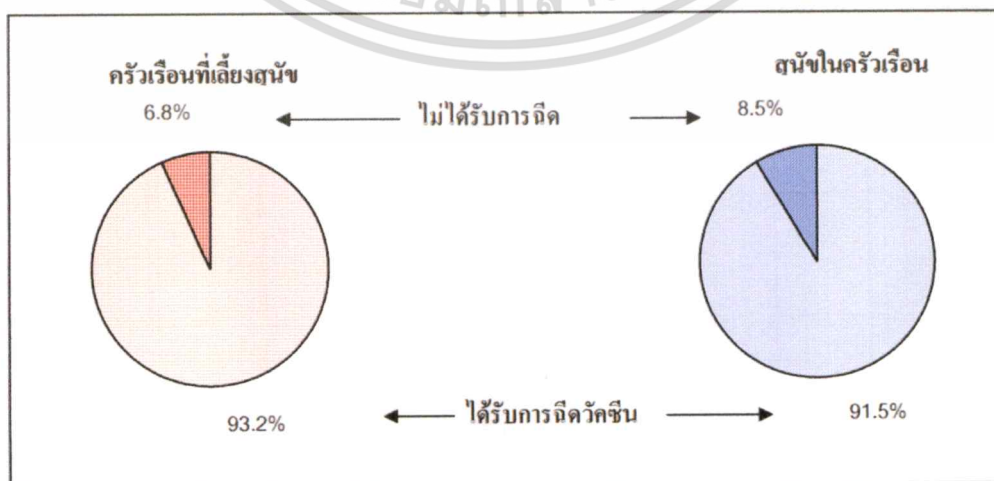 ครัวเรือนที่เลี้ยงสุนัข
สุนัขในครัวเรือน
6.8%
ไม่ได้รับการฉีด
8.5%
ได้รับการฉีดวัคซีน
93.2%
91.5%